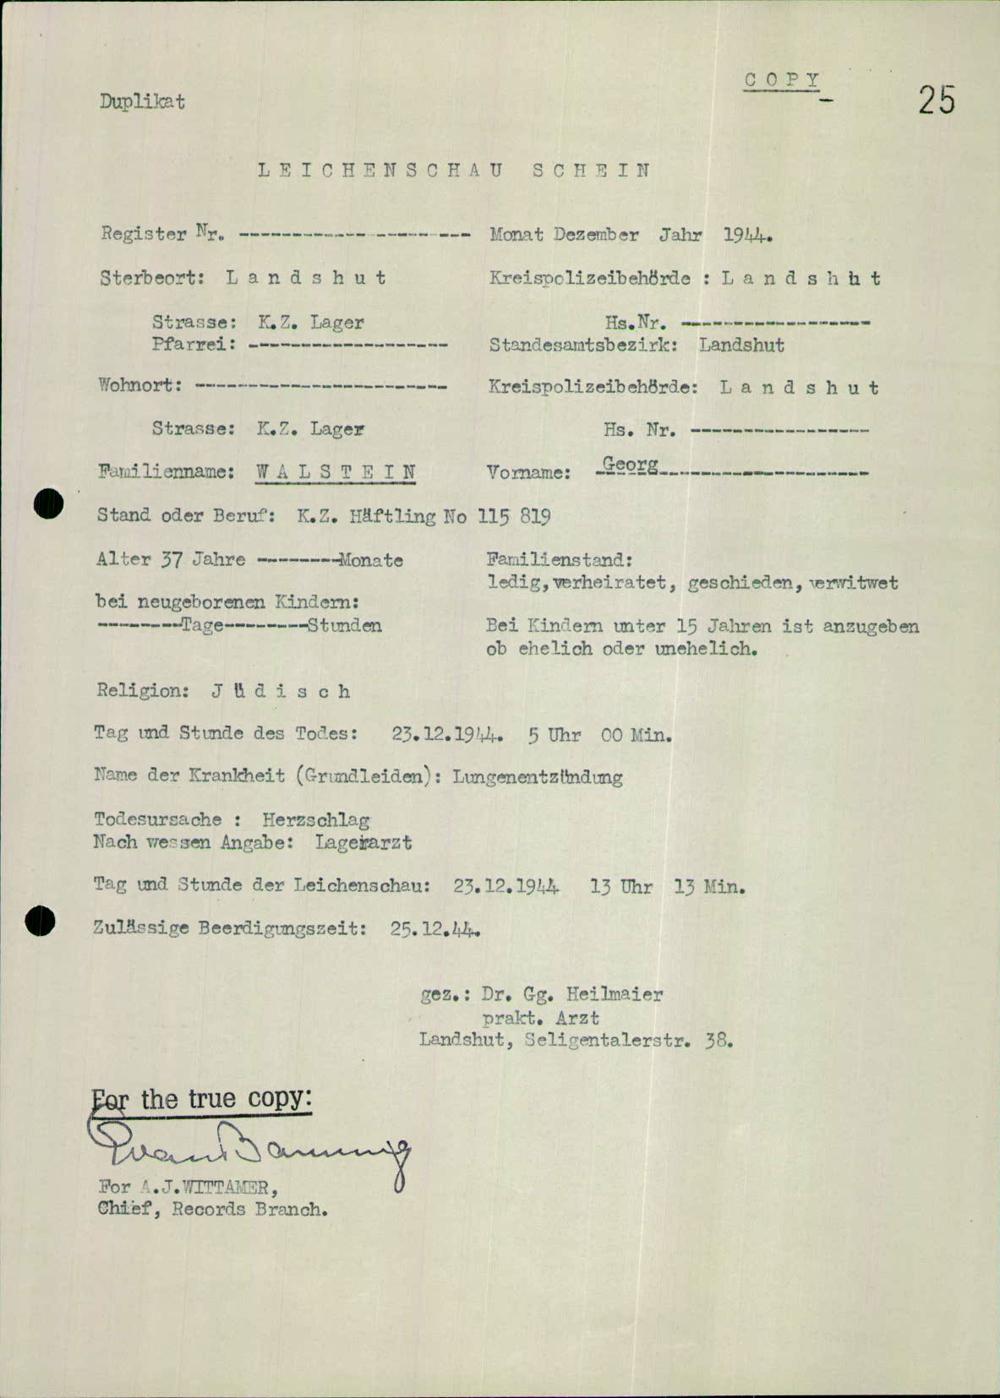 COPY
25
Duplikat
LEICHENSCHAU SCHEIN
Register Nr. ---------------------- Monat Dezember Jahr 1944.
Sterbeort: Landshut Kreispolizeibehörde : Landshut
Strasse: K.Z. Lager Hs.Nr. ------------------
Pfarrei: ------------------- Standesamtsbezirk: Landshut
Wohnort: ------------------------ Kreispolizeibehörde: Landshut
Strasse: K.Z. Lager Hs. Nr. -----------------
Familienname: WALSTEIN Vorname: Georg--------------------
Stand oder Beruf: K.Z. Häftling No 115 819
Alter 37 Jahre --------Monate Familienstand:
ledig, verheiratet, geschieden, verwitwet
bei neugeborenen Kindern:
--------Tage--------Stunden Bei Kindern unter 15 Jahren ist anzugeben
ob ehelich oder unehelich.
Religion: Jüdisch
Tag und Stunde des Todes: 23.12.1944. 5 Uhr 00 Min.
Name der Krankheit (Grundleiden): Lungenentzündung
Todesursache : Herzschlag
Nach wessen Angabe: Lagerarzt
Tag und Stunde der Leichenschau: 23.12.1944 13 Uhr 13 Min.
Zulässige Beerdigungszeit: 25.12.44.
gez.: Dr. Gg. Heilmaier
prakt. Arzt
Landshut, Seligentalerstr. 38.
For the true copy:
For A.J.WITTAMER,
Chief, Records Branch.